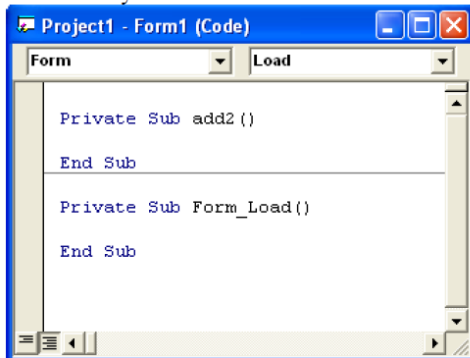 Project1 - Form1 (Code)
Form Load
Private Sub add2()
End Sub
Private Sub Form_Load()
End Sub